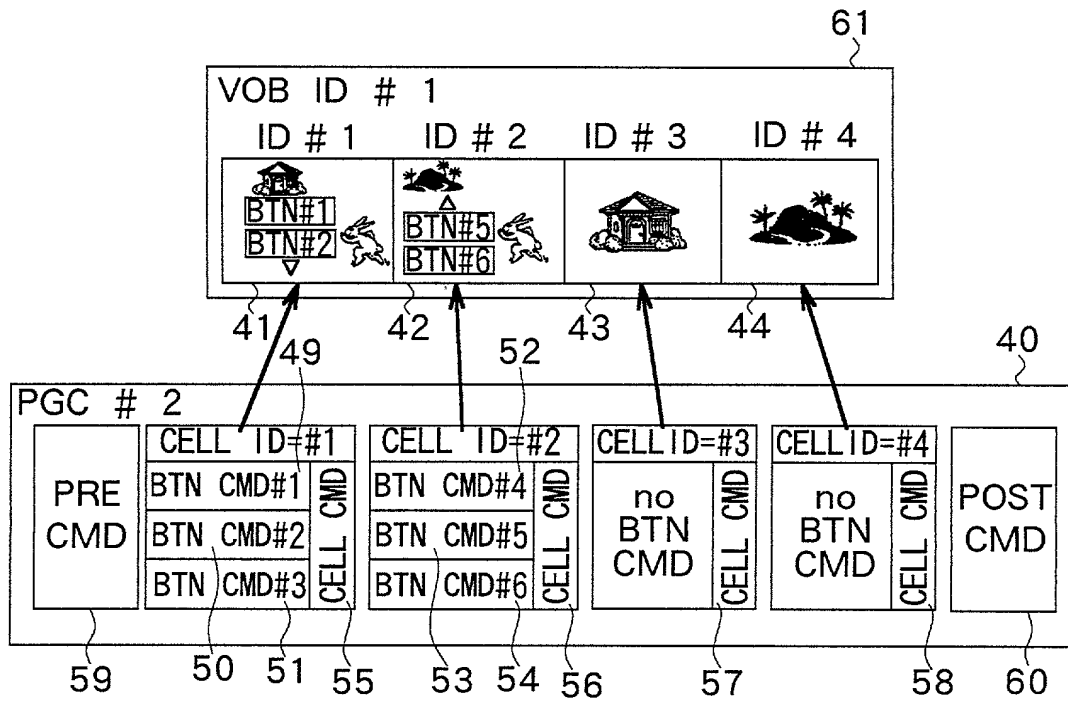 61
VOB ID # 1
ID # 1 ID # 2 ID # 3 ID # 4
BTN#1
BTN#2
BTN#5
BTN#6
41 42 43 44
49 52 40
PGC # 2
PRE
CMD
CELL ID=#1
BTN CMD#1
BTN CMD#2
BTN CMD#3
CELL CMD
CELL ID=#2
BTN CMD#4
BTN CMD#5
BTN CMD#6
CELL CMD
CELL ID=#3
no
BTN
CMD
CELL CMD
CELL ID=#4
no
BTN
CMD
CELL CMD
POST
CMD
59 50 51 55 53 54 56 57 58 60